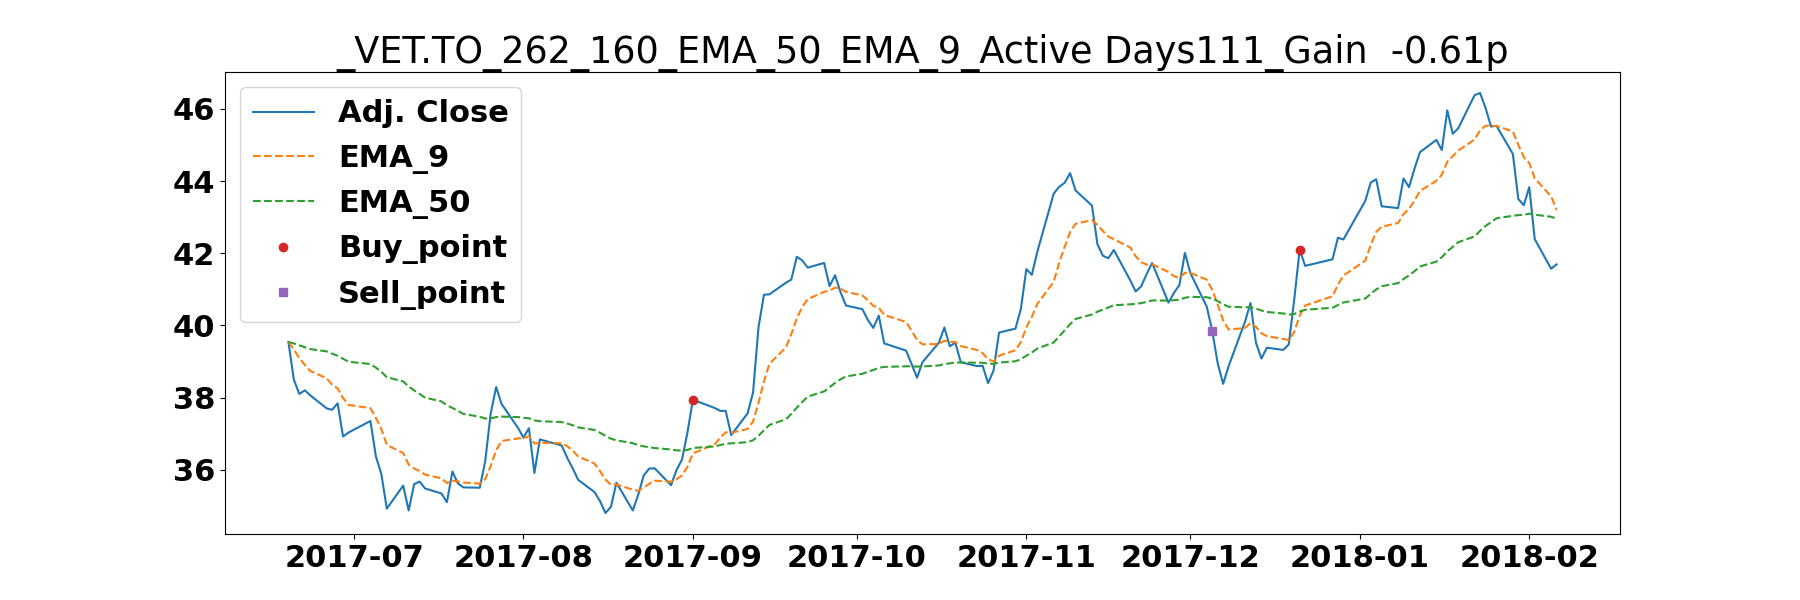 _VET.TO_262_160_EMA_50_EMA_9_Active Days111_Gain  -0.61p
Adj. Close
EMA_9
EMA_50
Buy_point
Sell_point
46
44
42
40
38
36
2017-07 2017-08 2017-09 2017-10 2017-11 2017-12 2018-01 2018-02